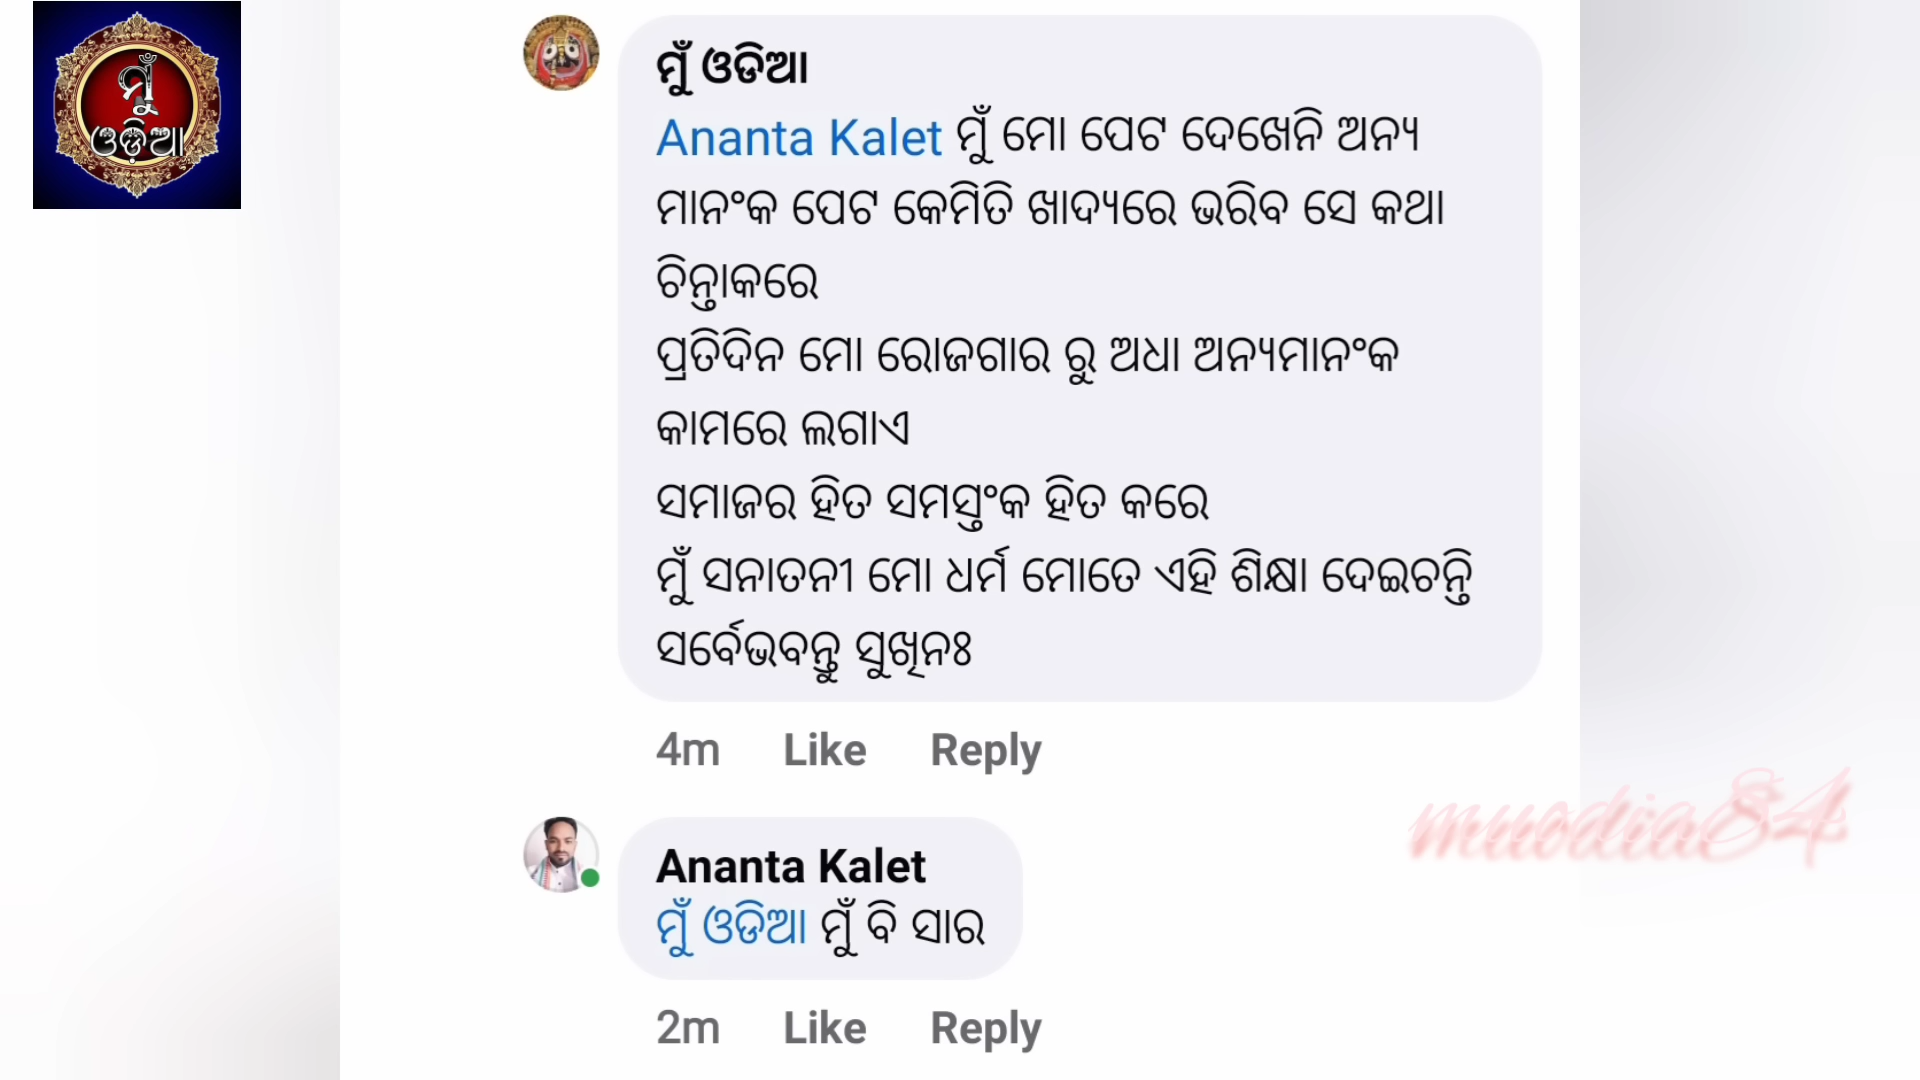 ମୁଁ
ଓଡ଼ିଆ
ମୁଁ ଓଡିଆ
Ananta Kalet ମୁଁ ମୋ ପେଟ ଦେଖେନି ଅନ୍ୟ
ମାନଂକ ପେଟ କେମିତି ଖାଦ୍ୟରେ ଭରିବ ସେ କଥା
ଚିନ୍ତାକରେ
ପ୍ରତିଦିନ ମୋ ରୋଜଗାର ରୁ ଅଧା ଅନ୍ୟମାନଂକ
କାମରେ ଲଗାଏ
ସମାଜର ହିତ ସମସ୍ତଂକ ହିତ କରେ
ମୁଁ ସନାତନୀ ମୋ ଧର୍ମ ମୋତେ ଏହି ଶିକ୍ଷା ଦେଇଚନ୍ତି
ସର୍ବେଭବନ୍ତୁ ସୁଖିନଃ
4m Like Reply
muodia84
Ananta Kalet
ମୁଁ ଓଡିଆ ମୁଁ ବି ସାର
2m Like Reply